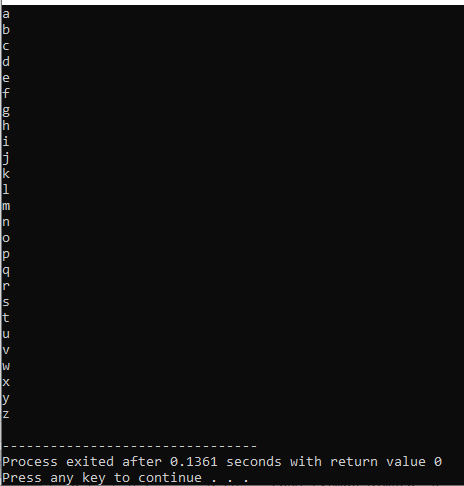 a
b
c
d
e
f
g
h
i
j
k
l
m
n
o
p
q
r
s
t
u
v
w
x
y
z
--------------------------------
Process exited after 0.1361 seconds with return value 0
Press any key to continue . . .